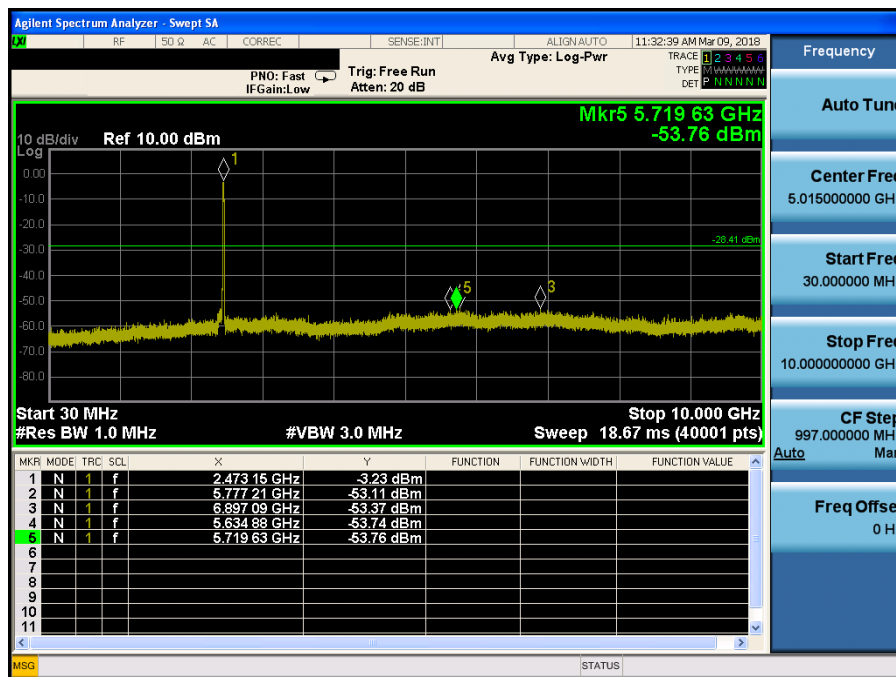 Agilent Spectrum Analyzer - Swept SA
LXI RF 50 Ω AC CORREC SENSE:INT ALIGN AUTO 11:32:39 AM Mar 09, 2018
Frequency
Avg Type: Log-Pwr TRACE 1 2 3 4 5 6
PNO: Fast Trig: Free Run TYPE MWWWWW
IFGain:Low Atten: 20 dB DET P N N N N N
Auto Tun
Mkr5 5.719 63 GHz
-53.76 dBm
10 dB/div Ref 10.00 dBm
Log
1
0.00
-10.0
-20.0
-28.41 dBm
-30.0
-40.0
5 3
-50.0
-60.0
-70.0
-80.0
Start 30 MHz Stop 10.000 GHz
#Res BW 1.0 MHz #VBW 3.0 MHz Sweep 18.67 ms (40001 pts)
Center Fre
5.015000000 GH
Start Fre
30.000000 MH
Stop Fre
10.000000000 GH
CF Step
997.000000 MH
Auto Mar
Freq Offse
0 H
MKR MODE TRC SCL X Y FUNCTION FUNCTION WIDTH FUNCTION VALUE
1 N 1 f 2.473 15 GHz -3.23 dBm
2 N 1 f 5.777 21 GHz -53.11 dBm
3 N 1 f 6.897 09 GHz -53.37 dBm
4 N 1 f 5.634 88 GHz -53.74 dBm
5 N 1 f 5.719 63 GHz -53.76 dBm
6
7
8
9
10
11
MSG STATUS